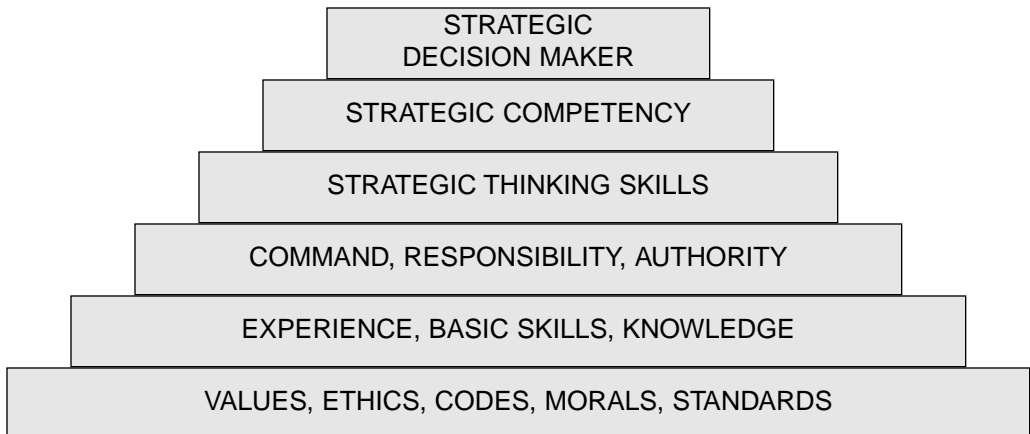 STRATEGIC
DECISION MAKER
STRATEGIC COMPETENCY
STRATEGIC THINKING SKILLS
COMMAND, RESPONSIBILITY, AUTHORITY
EXPERIENCE, BASIC SKILLS, KNOWLEDGE
VALUES, ETHICS, CODES, MORALS, STANDARDS